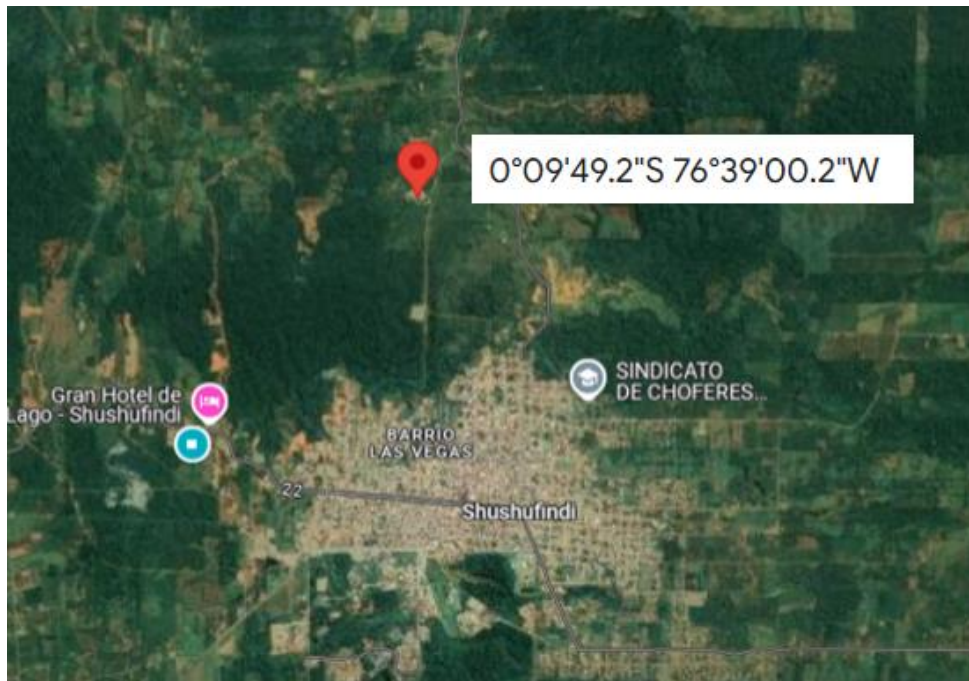 0°09'49.2"S 76°39'00.2"W
SINDICATO
DE CHOFERES...
Gran Hotel de
Lago - Shushufindi
BARRIO
LAS VEGAS
22
Shushufindi